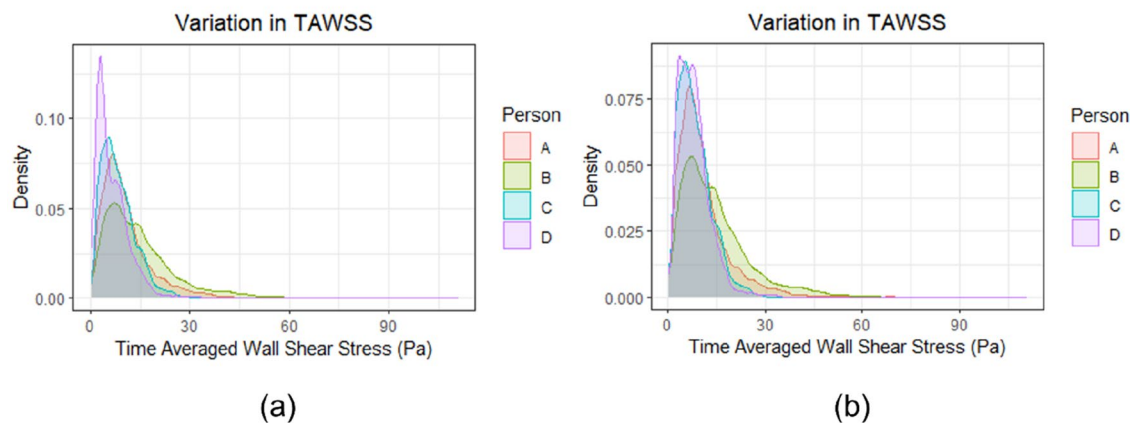 Variation in TAWSS
0.10
0.05
0.00
Density
0
30
60
90
Time Averaged Wall Shear Stress (Pa)
Person
A
B
C
D
(a)
Variation in TAWSS
0.075
0.050
0.025
0.000
Density
0
30
60
90
Time Averaged Wall Shear Stress (Pa)
Person
A
B
C
D
(b)